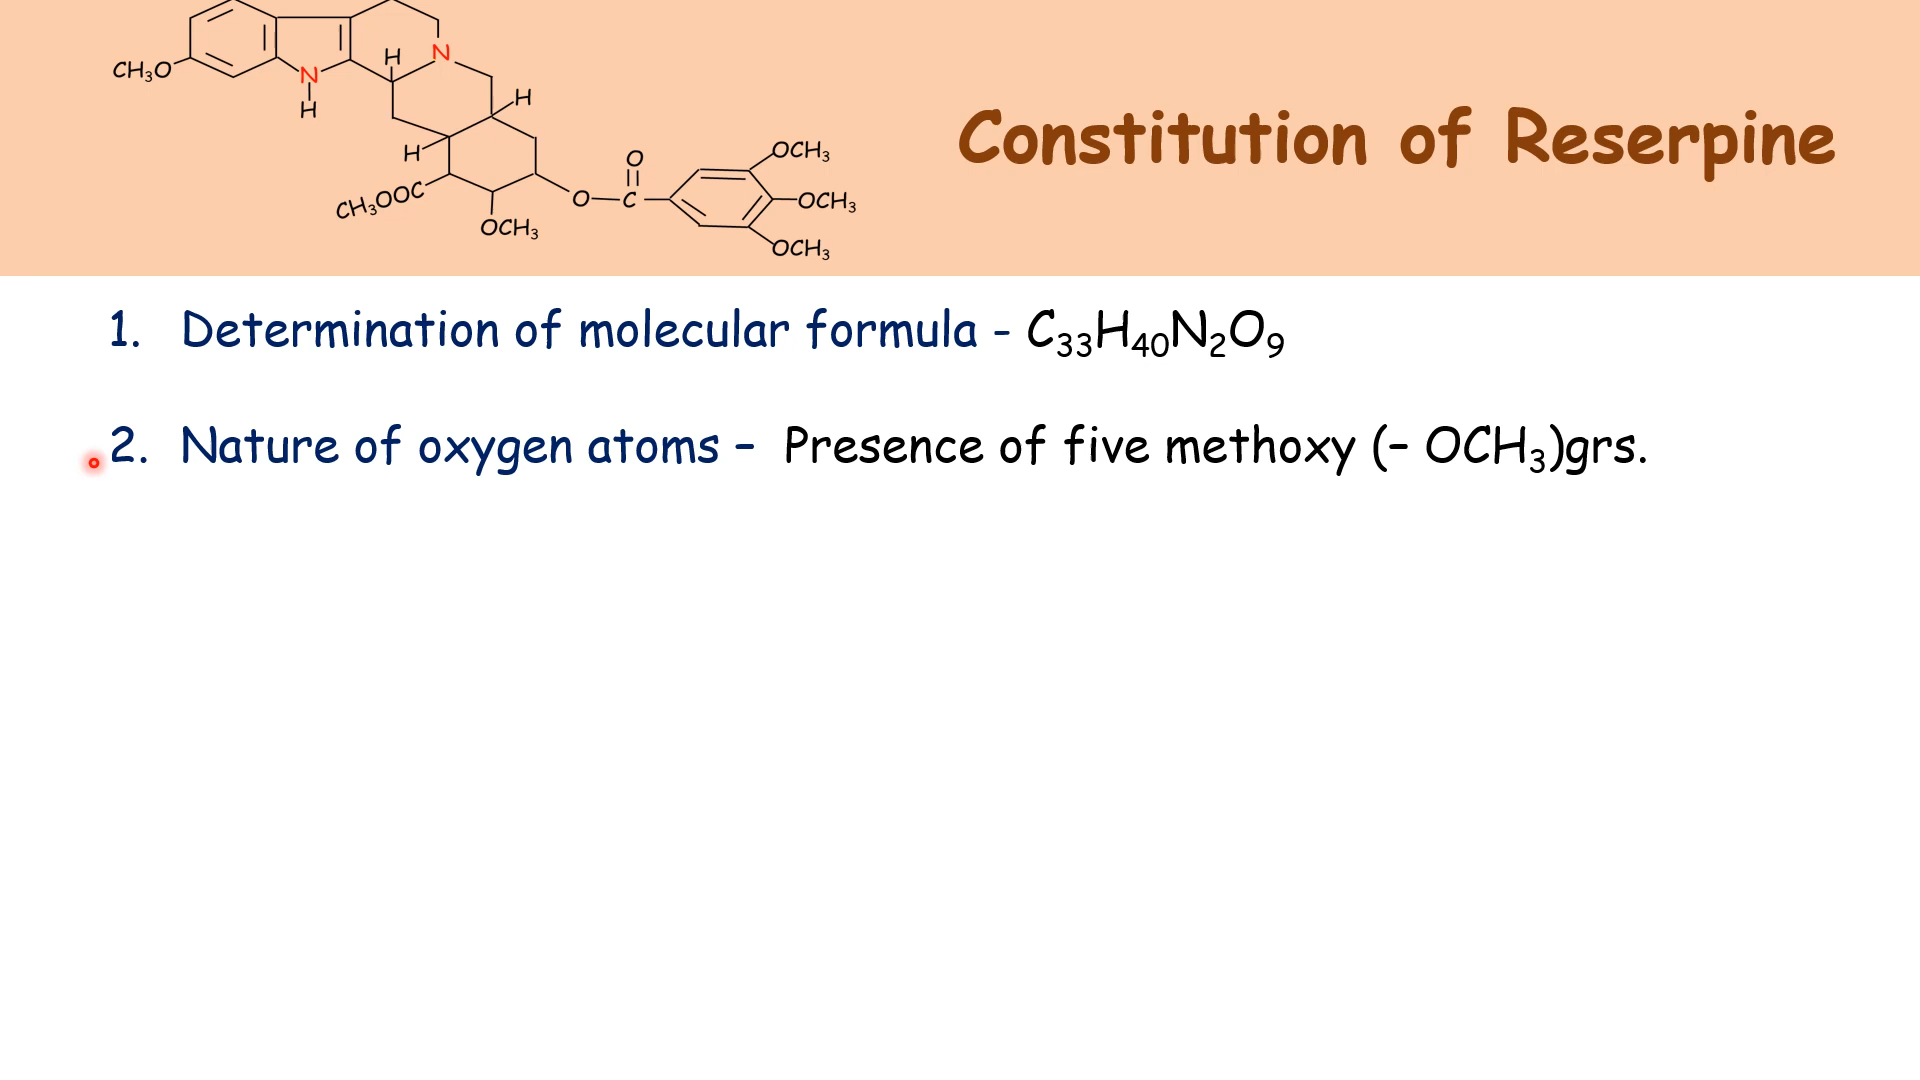 CH₃O
N
H
H
N
H
H
CH₃OOC
OCH₃
O
O
C
OCH₃
OCH₃
OCH₃
Constitution of Reserpine
1. Determination of molecular formula - C₃₃H₄₀N₂O₉
2. Nature of oxygen atoms – Presence of five methoxy (– OCH₃)grs.